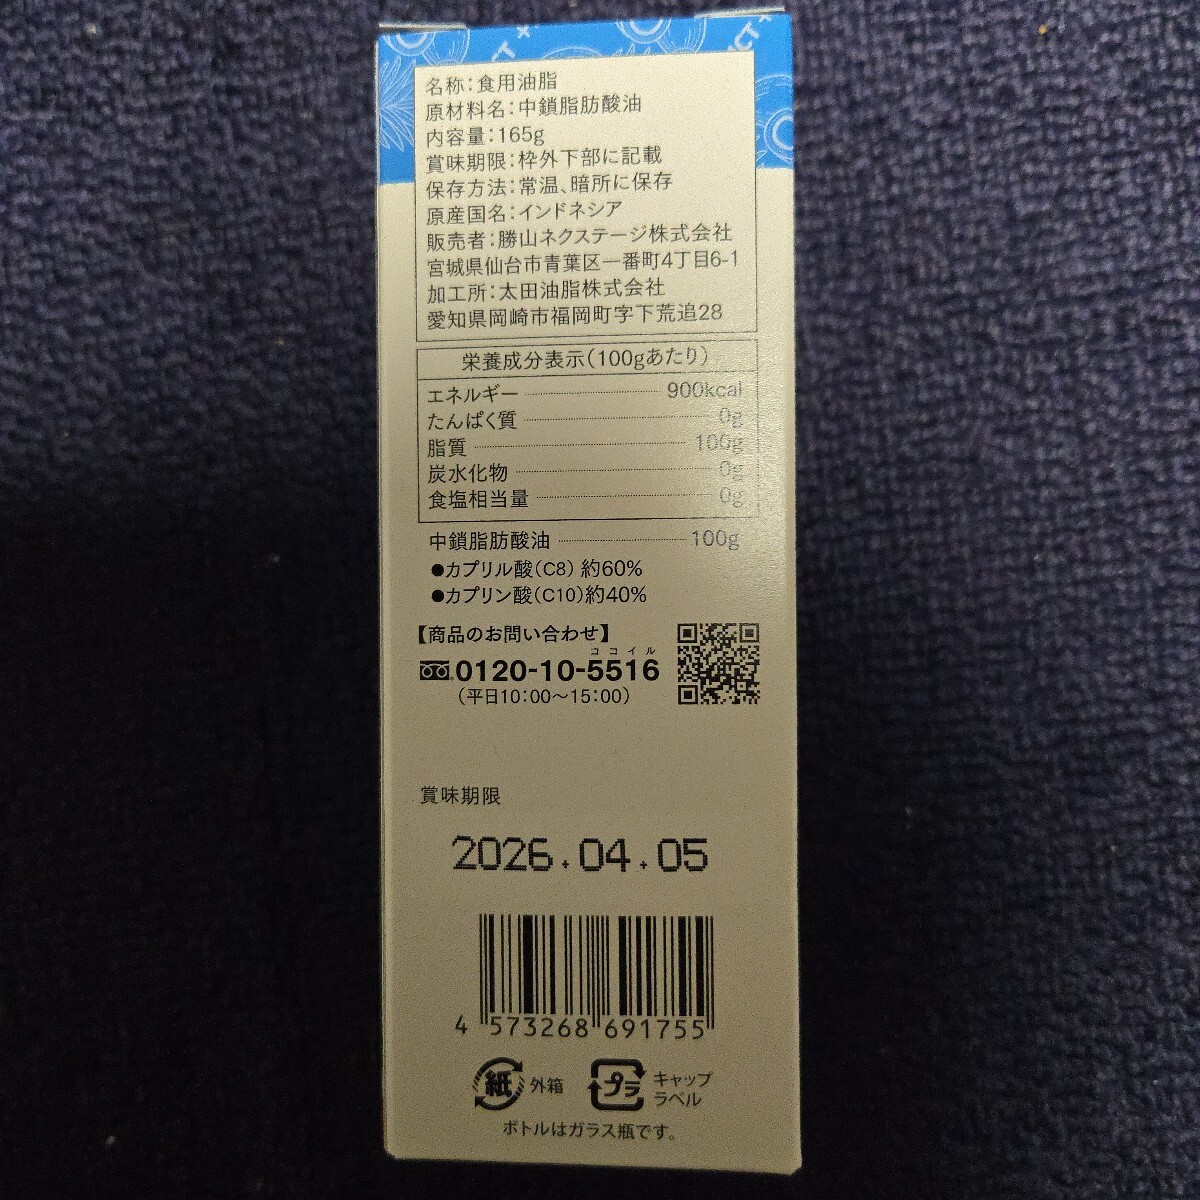 MCT
名称：食用油脂
原材料名：中鎖脂肪酸油
内容量：165g
賞味期限：枠外下部に記載
保存方法：常温、暗所に保存
原産国名：インドネシア
販売者：勝山ネクステージ株式会社
宮城県仙台市青葉区一番町4丁目6-1
加工所：太田油脂株式会社
愛知県岡崎市福岡町字下荒追28
栄養成分表示（100gあたり）
エネルギー 900kcal
たんぱく質 0g
脂質 100g
炭水化物 0g
食塩相当量 0g
中鎖脂肪酸油 100g
●カプリル酸（C8）約60%
●カプリン酸（C10）約40%
【商品のお問い合わせ】
ココイル
0120-10-5516
（平日10：00〜15：00）
賞味期限
2026.04.05
4 573268 691755
紙 外箱
プラ キャップ
ラベル
ボトルはガラス瓶です。